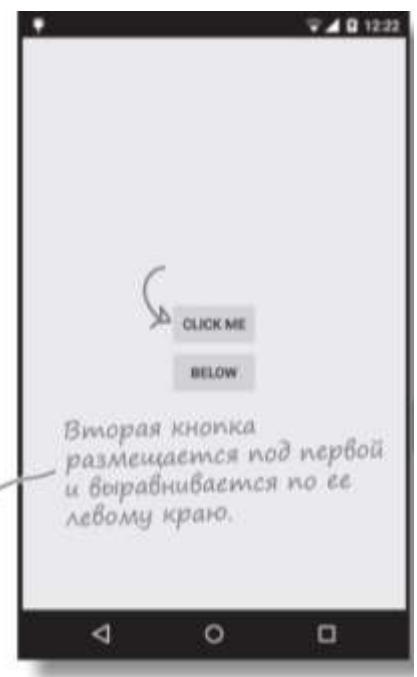 12:22
CLICK ME
BELOW
Вторая кнопка
размещается под первой
и выравнивается по ее
левому краю.